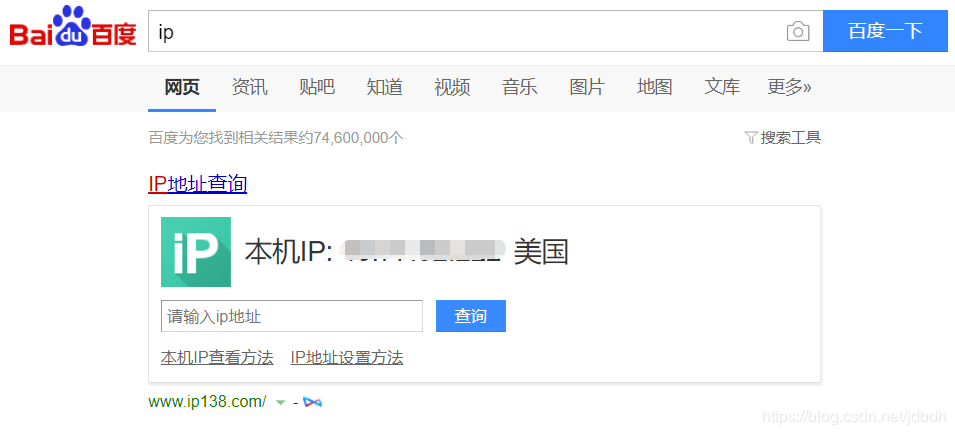 Bai du 百度 ip 百度一下
网页 资讯 贴吧 知道 视频 音乐 图片 地图 文库 更多»
百度为您找到相关结果约74,600,000个 搜索工具
IP地址查询
iP 本机IP: 美国
请输入ip地址 查询
本机IP查看方法 IP地址设置方法
www.ip138.com/ -
https://blog.csdn.net/jdbdh